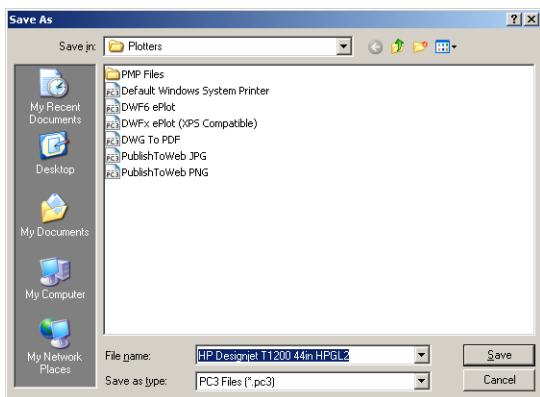 Save As
Save in: Plotters
My Recent Documents
Desktop
My Documents
My Computer
My Network Places
PMP Files
Default Windows System Printer
DWF6 ePlot
DWFx ePlot (XPS Compatible)
DWG To PDF
PublishToWeb JPG
PublishToWeb PNG
File name: HP Designjet T1200 44in HPGL2 Save
Save as type: PC3 Files (*.pc3) Cancel